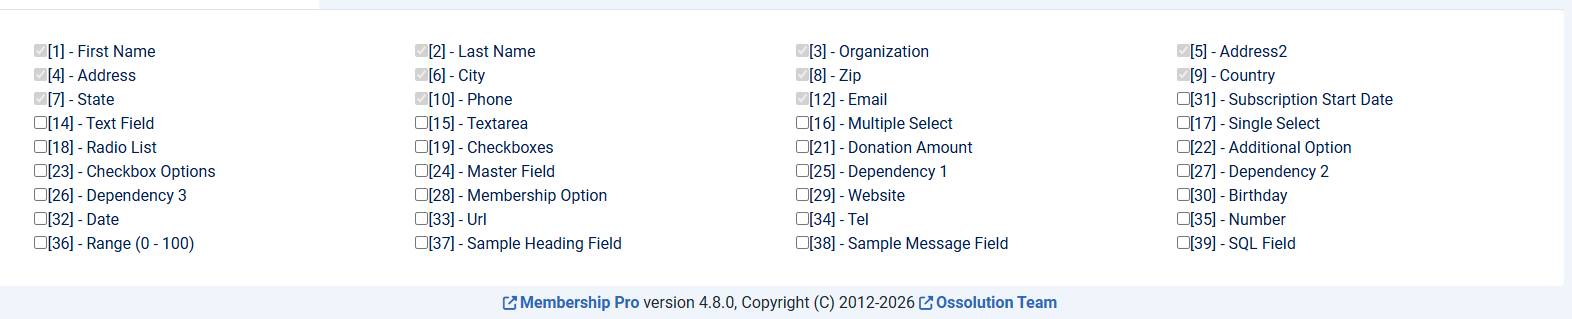 [1] - First Name [2] - Last Name [3] - Organization [5] - Address2
[4] - Address [6] - City [8] - Zip [9] - Country
[7] - State [10] - Phone [12] - Email [31] - Subscription Start Date
[14] - Text Field [15] - Textarea [16] - Multiple Select [17] - Single Select
[18] - Radio List [19] - Checkboxes [21] - Donation Amount [22] - Additional Option
[23] - Checkbox Options [24] - Master Field [25] - Dependency 1 [27] - Dependency 2
[26] - Dependency 3 [28] - Membership Option [29] - Website [30] - Birthday
[32] - Date [33] - Url [34] - Tel [35] - Number
[36] - Range (0 - 100) [37] - Sample Heading Field [38] - Sample Message Field [39] - SQL Field
Membership Pro version 4.8.0, Copyright (C) 2012-2026 Ossolution Team